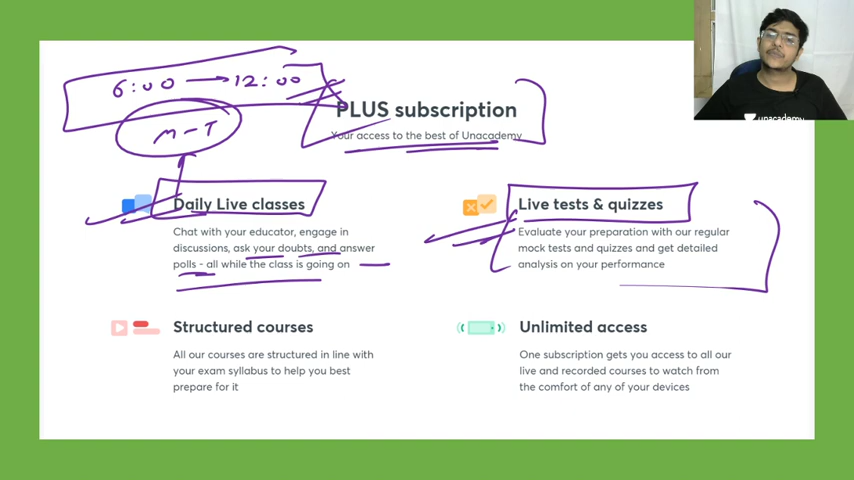 6:00 → 12:00
M-T
PLUS subscription
Your access to the best of Unacademy
Daily Live classes
Chat with your educator, engage in
discussions, ask your doubts, and answer
polls - all while the class is going on
Live tests & quizzes
Evaluate your preparation with our regular
mock tests and quizzes and get detailed
analysis on your performance
Structured courses
All our courses are structured in line with
your exam syllabus to help you best
prepare for it
Unlimited access
One subscription gets you access to all our
live and recorded courses to watch from
the comfort of any of your devices
unacademy